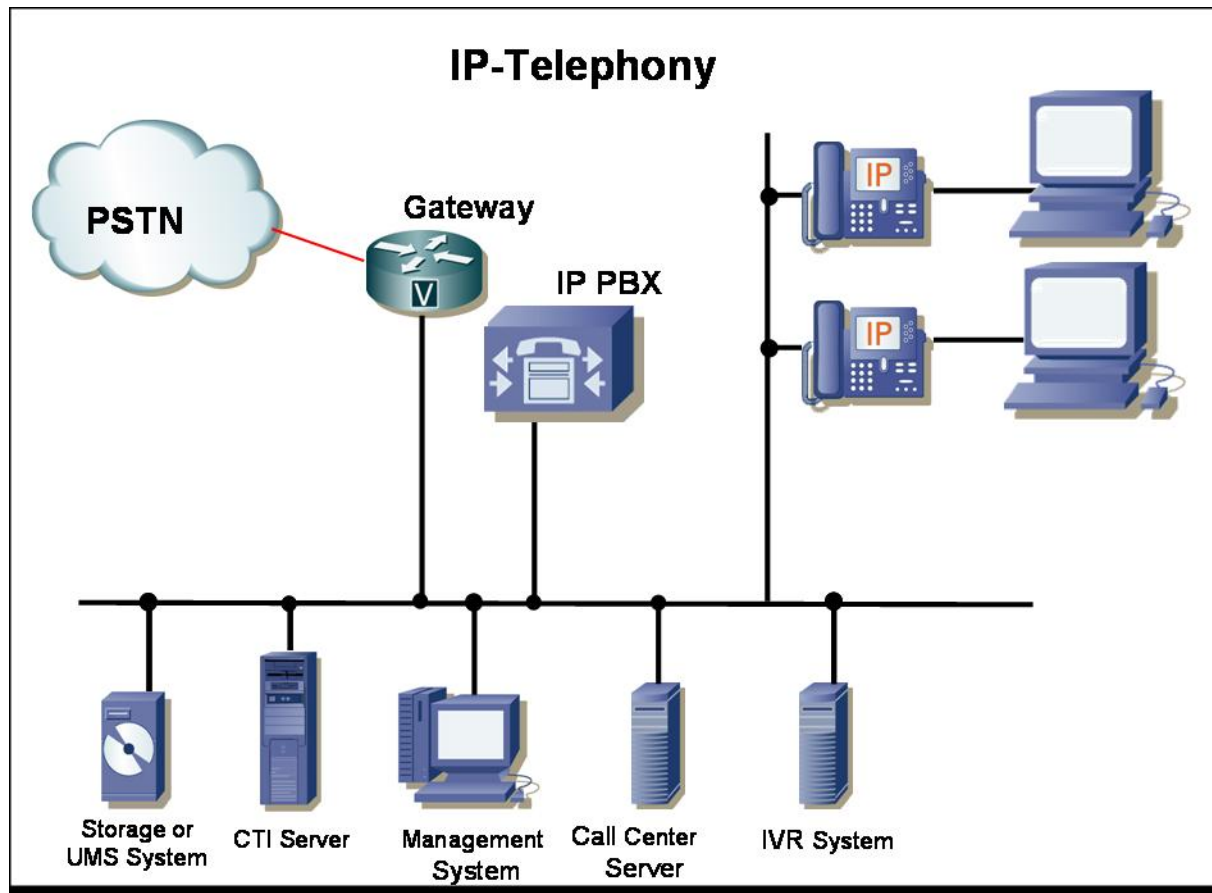 IP-Telephony
PSTN
Gateway
V
IP PBX
IP
IP
Storage or
UMS System
CTI Server
Management
System
Call Center
Server
IVR System